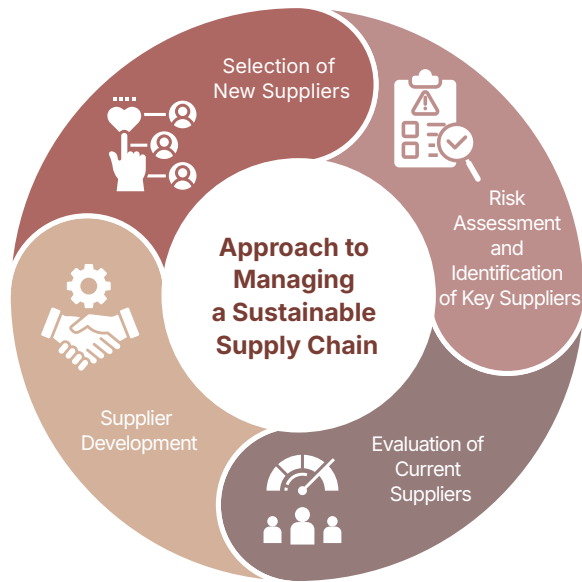 Selection of
New Suppliers
Risk
Assessment
and
Identification
of Key Suppliers
Evaluation of
Current
Suppliers
Supplier
Development
Approach to
Managing
a Sustainable
Supply Chain